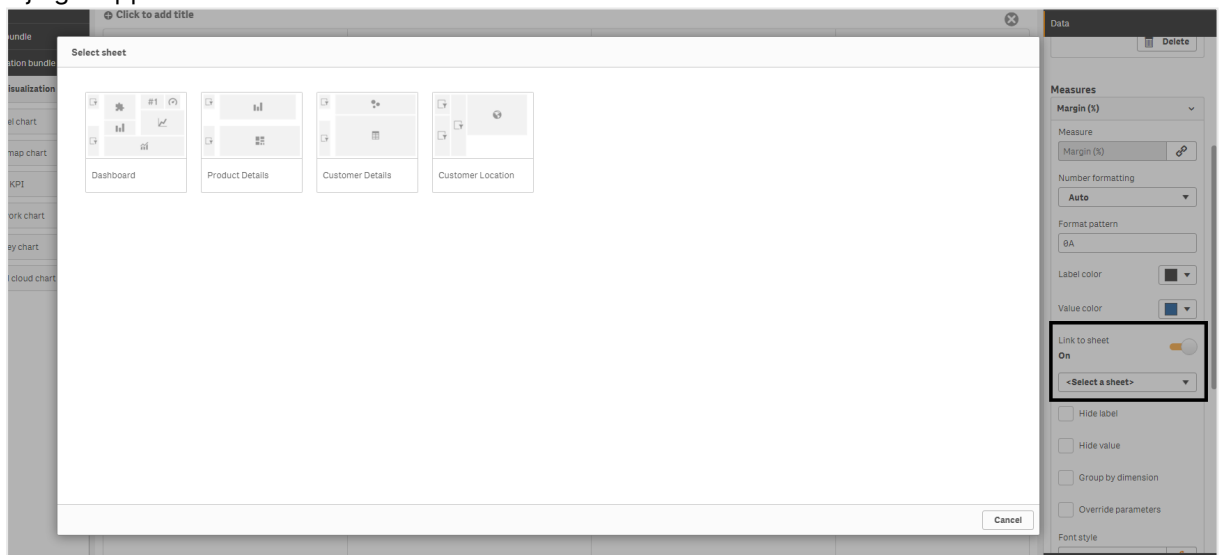 Click to add title
Data
bundle
Delete
Select sheet
ation bundle
isualization
Measures
#1
Margin (%)
el chart
Measure
map chart
Margin (%)
Dashboard
Product Details
Customer Details
Customer Location
KPI
Number formatting
Auto
ork chart
Format pattern
ey chart
0A
cloud chart
Label color
Value color
Link to sheet
On
<Select a sheet>
Hide label
Hide value
Group by dimension
Cancel
Override parameters
Font style